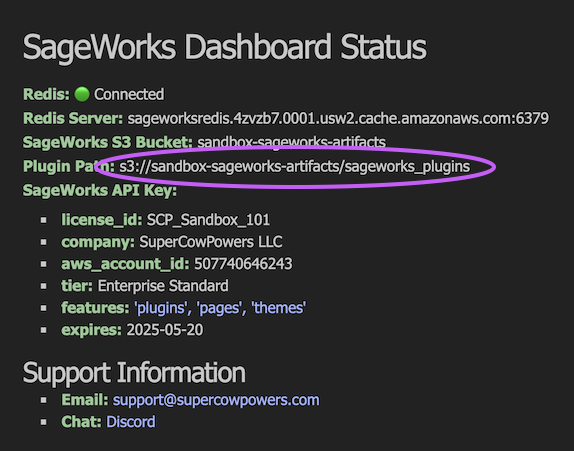 SageWorks Dashboard Status
Redis: Connected
Redis Server: sageworksredis.4zvzb7.0001.usw2.cache.amazonaws.com:6379
SageWorks S3 Bucket: sandbox-sageworks-artifacts
Plugin Path: s3://sandbox-sageworks-artifacts/sageworks_plugins
SageWorks API Key:
license_id: SCP_Sandbox_101
company: SuperCowPowers LLC
aws_account_id: 507740646243
tier: Enterprise Standard
features: 'plugins', 'pages', 'themes'
expires: 2025-05-20
Support Information
Email: support@supercowpowers.com
Chat: Discord